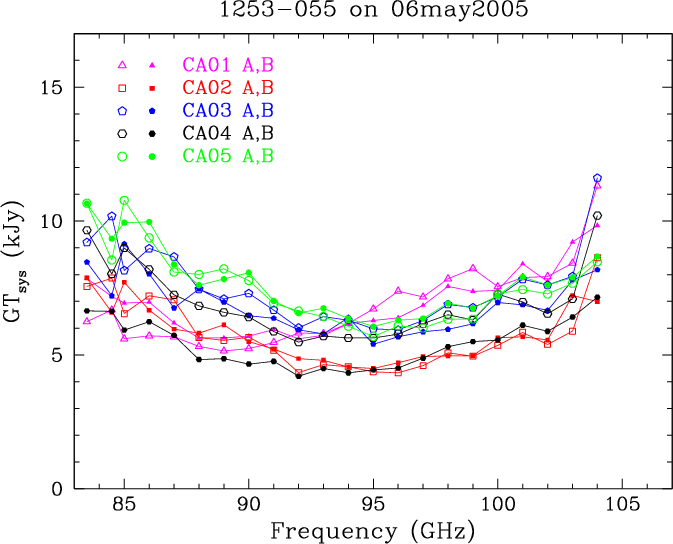 1253-055 on 06may2005
15
10
5
0
GTsys (kJy)
CA01 A,B
CA02 A,B
CA03 A,B
CA04 A,B
CA05 A,B
85 90 95 100 105
Frequency (GHz)